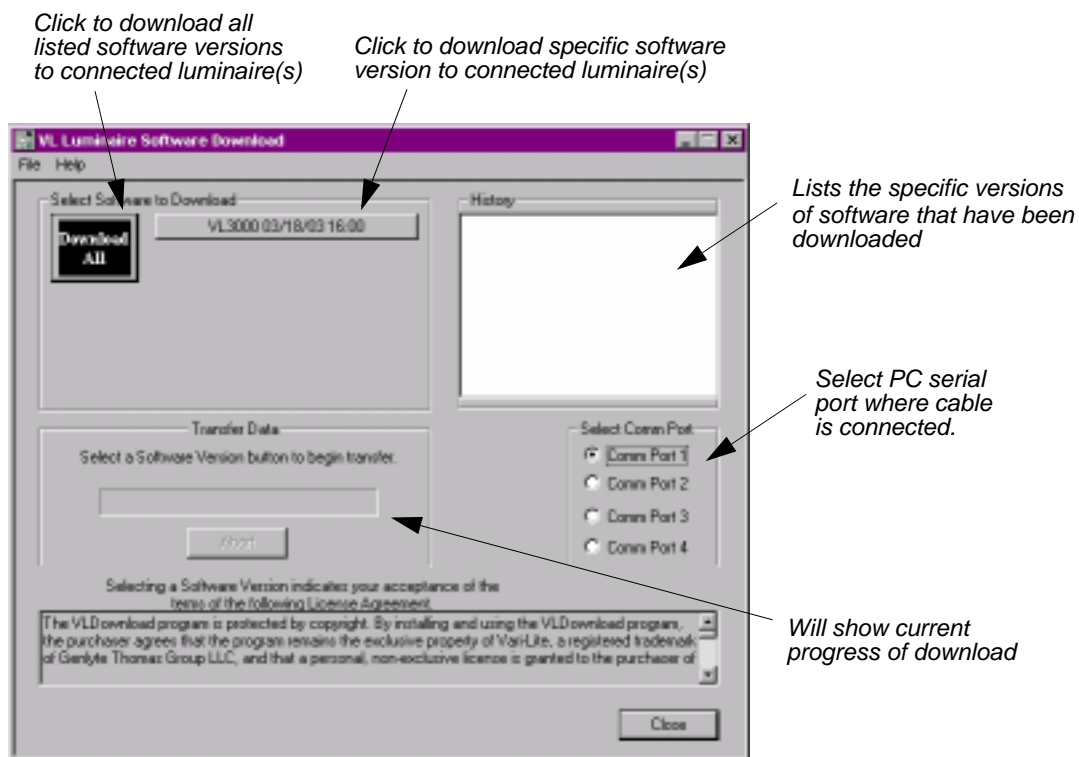 Click to download all
listed software versions
to connected luminaire(s)
Click to download specific software
version to connected luminaire(s)
VL Luminaire Software Download
File Help
Select Software to Download
Download
All
VL3000 03/18/03 16:00
History
Lists the specific versions
of software that have been
downloaded
Transfer Data
Select a Software Version button to begin transfer.
Abort
Select Comm Port
Comm Port 1
Comm Port 2
Comm Port 3
Comm Port 4
Select PC serial
port where cable
is connected.
Selecting a Software Version indicates your acceptance of the
terms of the following License Agreement.
The VLDownload program is protected by copyright. By installing and using the VLDownload program,
the purchaser agrees that the program remains the exclusive property of Vari-Lite, a registered trademark
of Genlyte Thomas Group LLC, and that a personal, non-exclusive license is granted to the purchaser of
Will show current
progress of download
Close